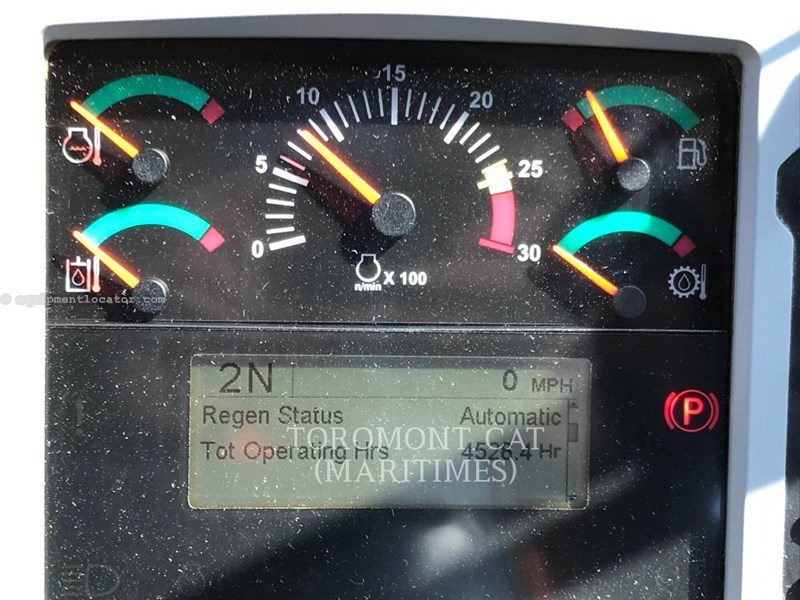 15
10 20
5 25
0 30
n/min X 100
2N 0 MPH
Regen Status Automatic
Tot Operating Hrs 4526.4 Hr
TOROMONT CAT
(MARITIMES)
P
© equipmentlocator.com